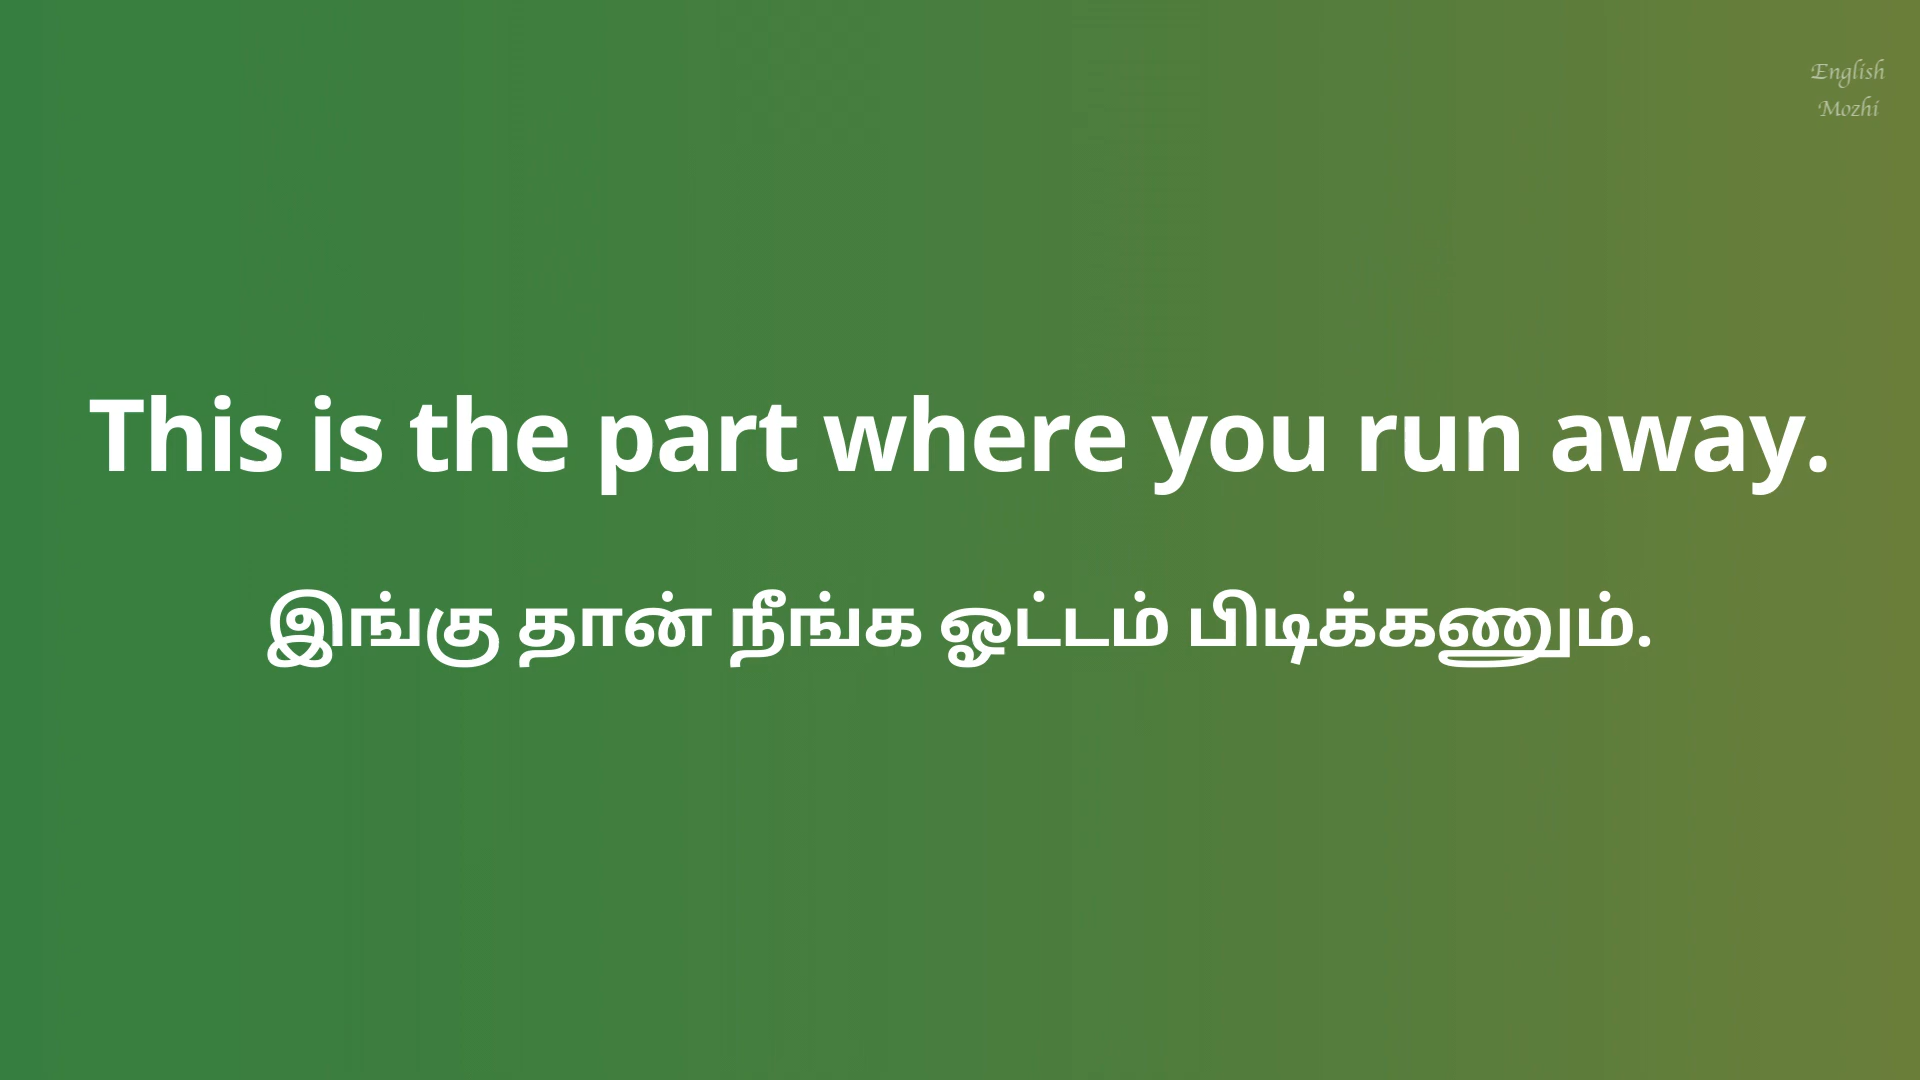 English
Mozhi
This is the part where you run away.
இங்கு தான் நீங்க ஓட்டம் பிடிக்கணும்.